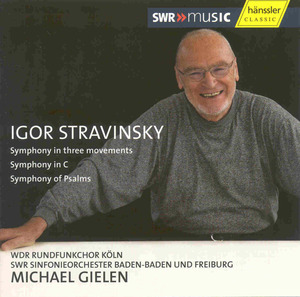 SWR»MUSIC
hänssler
CLASSIC
IGOR STRAVINSKY
Symphony in three movements
Symphony in C
Symphony of Psalms
WDR RUNDFUNKCHOR KÖLN
SWR SINFONIEORCHESTER BADEN-BADEN UND FREIBURG
MICHAEL GIELEN